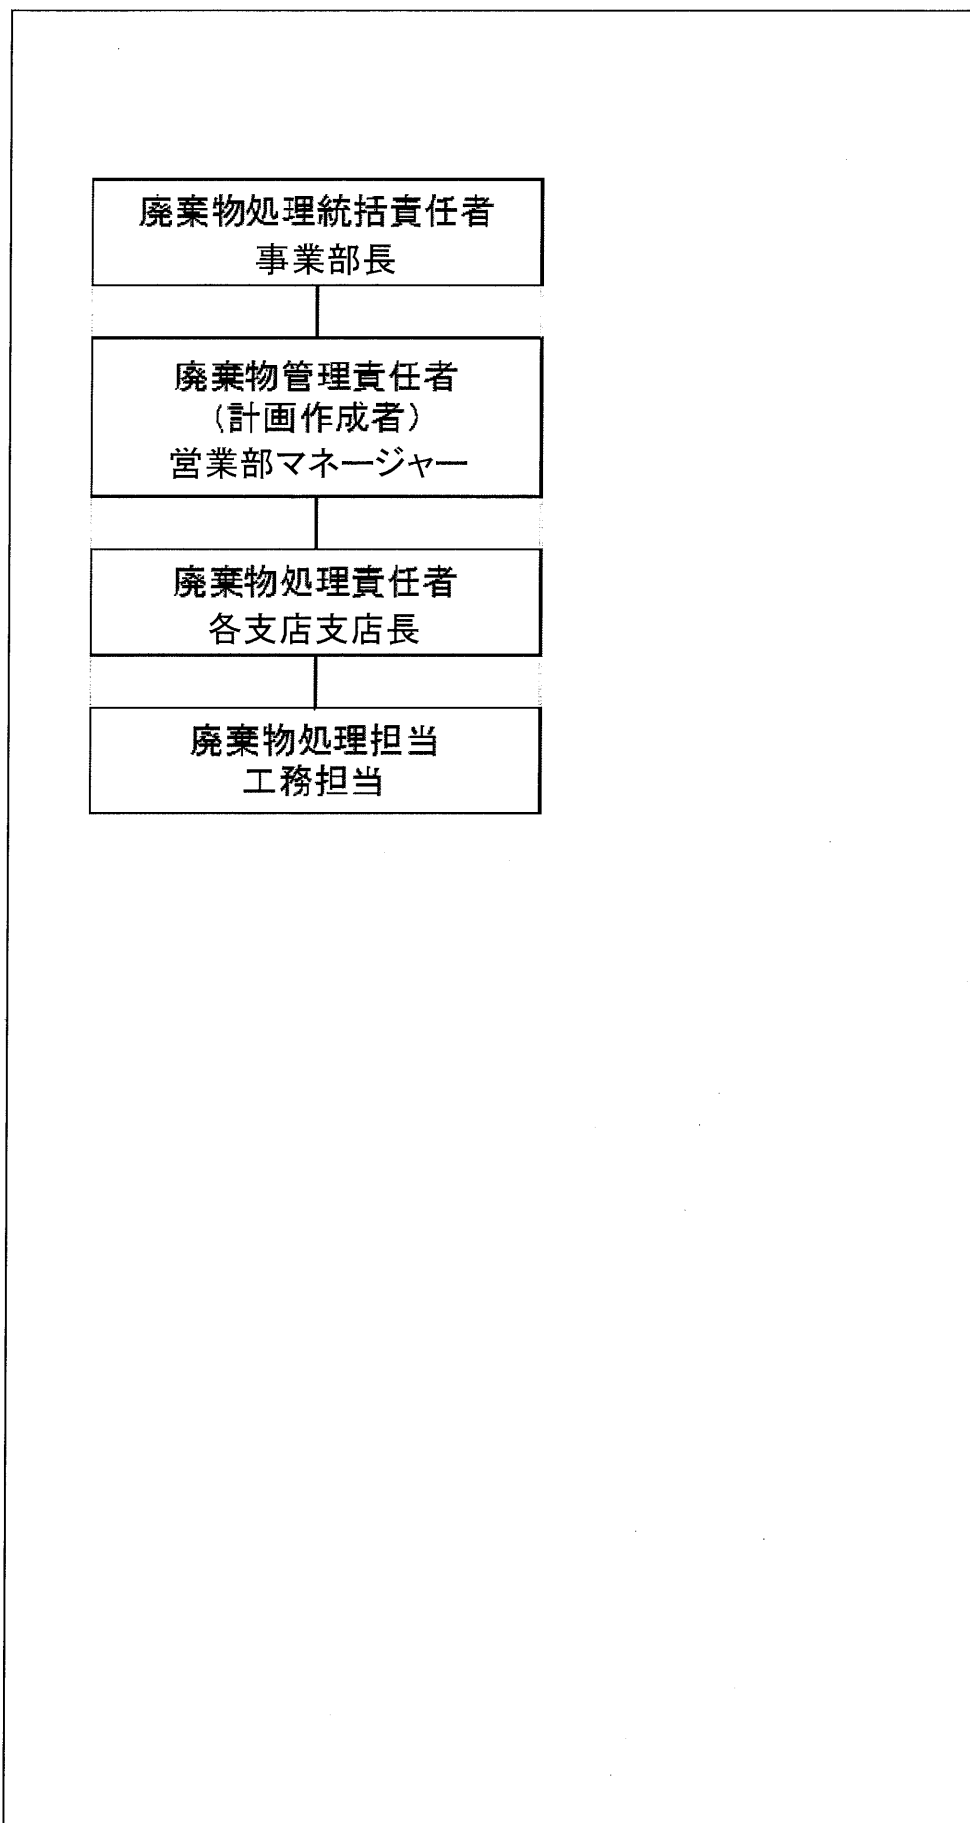 廃棄物処理統括責任者
事業部長
廃棄物管理責任者
(計画作成者)
営業部マネージャー
廃棄物処理責任者
各支店支店長
廃棄物処理担当
工務担当